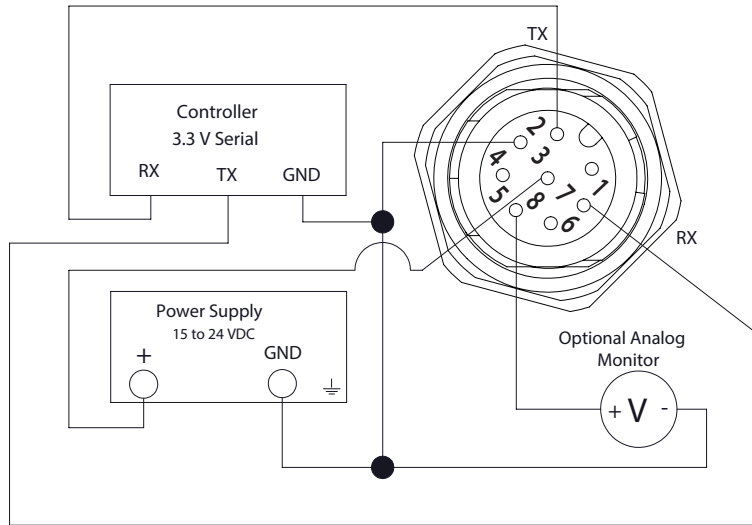 TX
Controller
3.3 V Serial
RX TX GND
2
3
4
5
8
7
1
6
RX
Power Supply
15 to 24 VDC
+ GND
Optional Analog
Monitor
+ V -